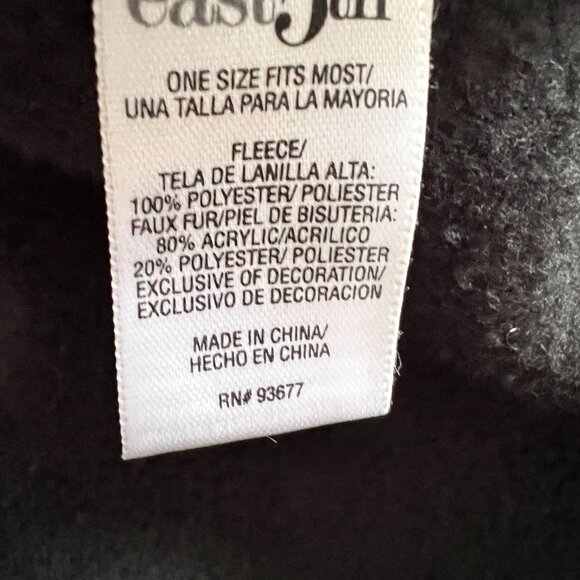 east5th
ONE SIZE FITS MOST/
UNA TALLA PARA LA MAYORIA
FLEECE/
TELA DE LANILLA ALTA:
100% POLYESTER/ POLIESTER
FAUX FUR/PIEL DE BISUTERIA:
80% ACRYLIC/ACRILICO
20% POLYESTER/ POLIESTER
EXCLUSIVE OF DECORATION/
EXCLUSIVO DE DECORACION
MADE IN CHINA/
HECHO EN CHINA
RN# 93677